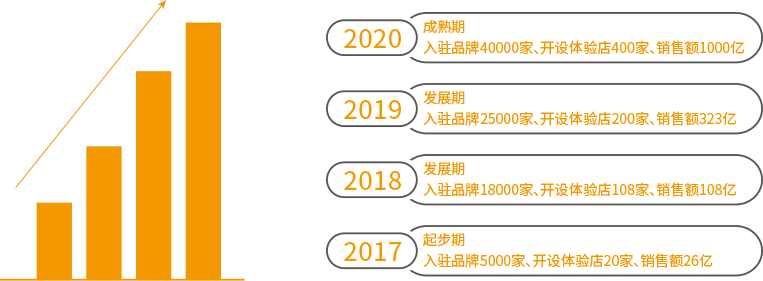 2020
成熟期
入驻品牌40000家、开设体验店400家、销售额1000亿
2019
发展期
入驻品牌25000家、开设体验店200家、销售额323亿
2018
发展期
入驻品牌18000家、开设体验店108家、销售额108亿
2017
起步期
入驻品牌5000家、开设体验店20家、销售额26亿